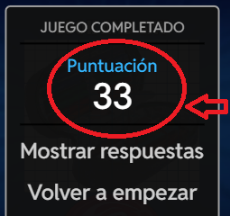 JUEGO COMPLETADO
Puntuación
33
Mostrar respuestas
Volver a empezar